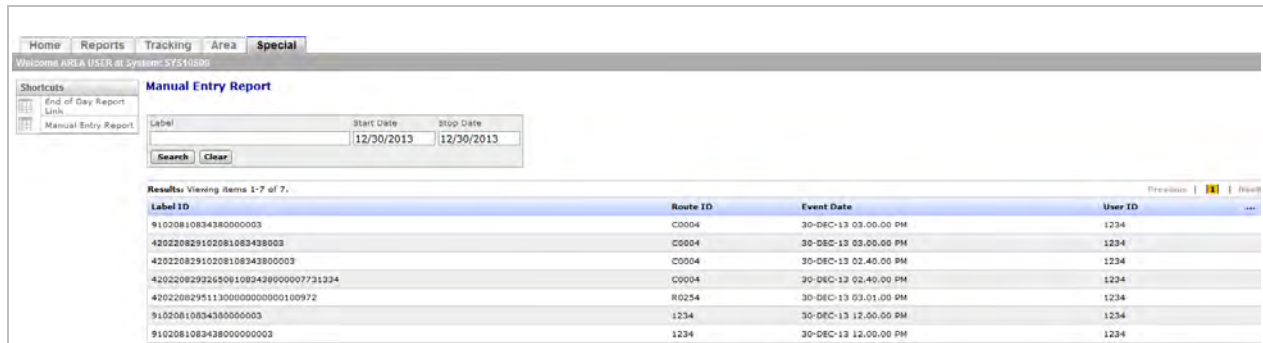 Home Reports Tracking Area Special
Welcome AREA USER at System: SYS10506
Shortcuts
End of Day Report
Link
Manual Entry Report
Manual Entry Report
Label Start Date Stop Date
12/30/2013 12/30/2013
Search Clear
Results: Viewing items 1-7 of 7. Previous | 1 |
Label ID Route ID Event Date User ID ...
91020810834380000003 C0004 30-DEC-13 03.00.00 PM 1234
420220829102081083438003 C0004 30-DEC-13 03.00.00 PM 1234
42022082910208108343800003 C0004 30-DEC-13 02.40.00 PM 1234
4202208293265081083438000007731334 C0004 30-DEC-13 02.40.00 PM 1234
420220829511300000000000100972 R0254 30-DEC-13 03.01.00 PM 1234
9102081083438000000003 1234 30-DEC-13 12.00.00 PM 1234
9102081083438000000003 1234 30-DEC-13 12.00.00 PM 1234